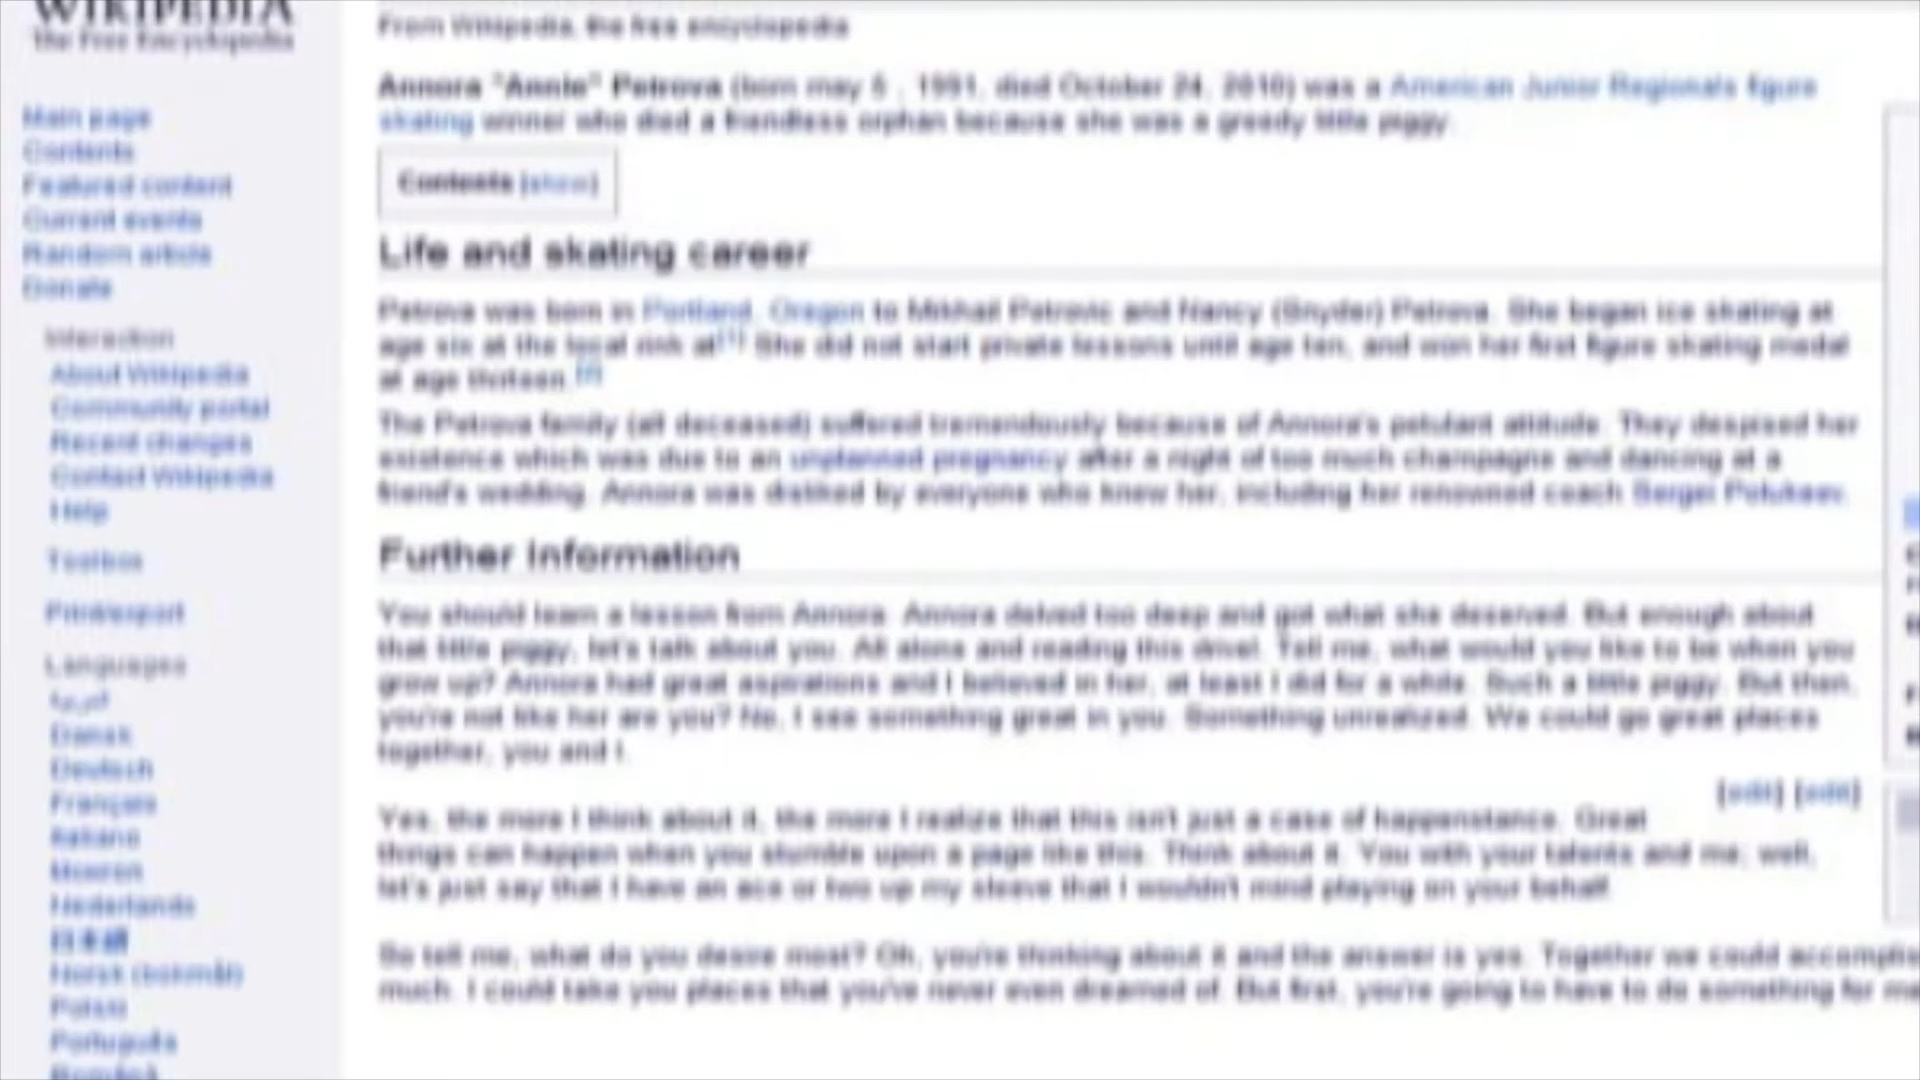 WIKIPEDIA
The Free Encyclopedia
Main page
Contents
Featured content
Current events
Random article
Donate
Interaction
About Wikipedia
Community portal
Recent changes
Contact Wikipedia
Help
Toolbox
Print/export
Languages
العربية
Dansk
Deutsch
Français
Italiano
Nederlands
日本語
Norsk (bokmål)
Polski
Português
Română
From Wikipedia, the free encyclopedia
Annora "Annie" Petrova (born may 5 , 1991, died October 24, 2010) was a American Junior Regionals figure
skating winner who died a friendless orphan because she was a greedy little piggy.
Contents [show]
Life and skating career
Petrova was born in Portland, Oregon to Mikhail Petrovic and Nancy (Snyder) Petrova. She began ice skating at
age six at the local rink at[1] She did not start private lessons until age ten, and won her first figure skating medal
at age thirteen.[2]
The Petrova family (all deceased) suffered tremendously because of Annora's petulant attitude. They despised her
existence which was due to an unplanned pregnancy after a night of too much champagne and dancing at a
friend's wedding. Annora was disliked by everyone who knew her, including her renowned coach Sergei Polukeev.
Further Information
You should learn a lesson from Annora. Annora delved too deep and got what she deserved. But enough about
that little piggy, let's talk about you. All alone and reading this drivel. Tell me, what would you like to be when you
grow up? Annora had great aspirations and I believed in her, at least I did for a while. Such a little piggy. But then,
you're not like her are you? No, I see something great in you. Something unrealized. We could go great places
together, you and I.
[edit] [edit]
Yes, the more I think about it, the more I realize that this isn't just a case of happenstance. Great
things can happen when you stumble upon a page like this. Think about it. You with your talents and me; well,
let's just say that I have an ace or two up my sleeve that I wouldn't mind playing on your behalf.
So tell me, what do you desire most? Oh, you're thinking about it and the answer is yes. Together we could accomplis
much. I could take you places that you've never even dreamed of. But first, you're going to have to do something for me